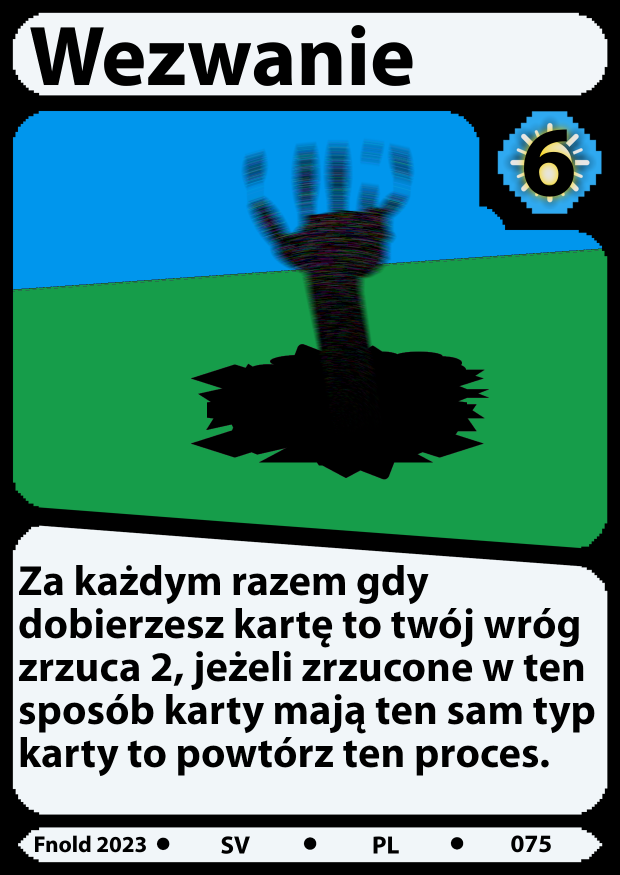 Wezwanie
6
Za każdym razem gdy
dobierzesz kartę to twój wróg
zrzuca 2, jeżeli zrzucone w ten
sposób karty mają ten sam typ
karty to powtórz ten proces.
Fnold 2023 • SV • PL • 075